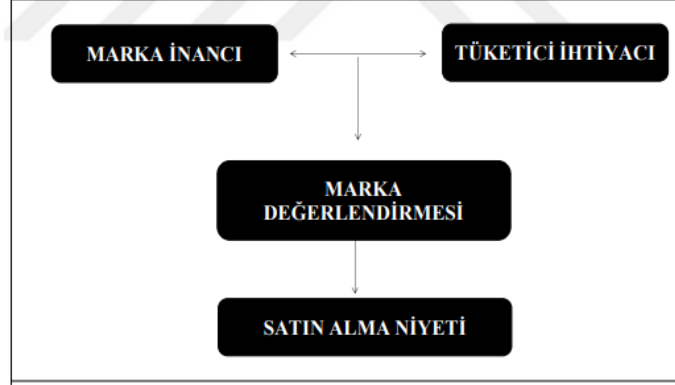 MARKA İNANCI
TÜKETİCİ İHTİYACI
MARKA
DEĞERLENDİRMESİ
SATIN ALMA NİYETİ